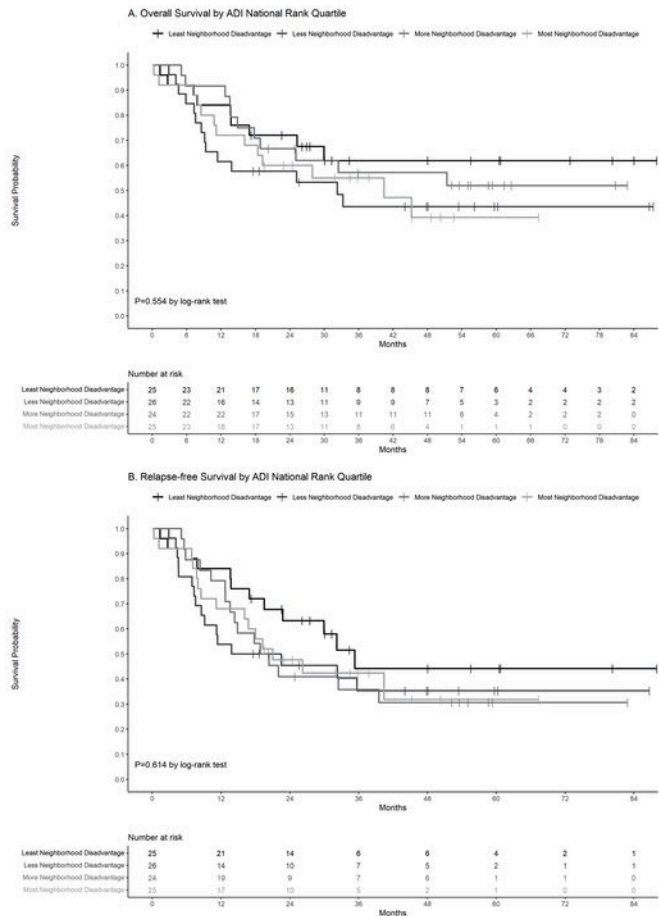 A. Overall Survival by ADI National Rank Quartile
Least Neighborhood Disadvantage Less Neighborhood Disadvantage More Neighborhood Disadvantage Most Neighborhood Disadvantage
1.0
0.9
0.8
0.7
0.6
0.5
0.4
0.3
0.2
0.1
0.0
Survival Probability
P=0.554 by log-rank test
0 6 12 18 24 30 36 42 48 54 60 66 72 78 84
Months
Number at risk
Least Neighborhood Disadvantage 25 23 21 17 16 11 8 8 8 7 6 4 4 3 2
Less Neighborhood Disadvantage 26 22 16 14 13 11 9 9 7 5 3 2 2 2 2
More Neighborhood Disadvantage 24 22 22 17 15 13 11 11 11 8 4 2 2 2 0
Most Neighborhood Disadvantage 25 23 18 17 13 11 8 6 4 1 1 1 0 0 0
0 6 12 18 24 30 36 42 48 54 60 66 72 78 84
Months
B. Relapse-free Survival by ADI National Rank Quartile
Least Neighborhood Disadvantage Less Neighborhood Disadvantage More Neighborhood Disadvantage Most Neighborhood Disadvantage
1.0
0.9
0.8
0.7
0.6
0.5
0.4
0.3
0.2
0.1
0.0
Survival Probability
P=0.614 by log-rank test
0 12 24 36 48 60 72 84
Months
Number at risk
Least Neighborhood Disadvantage 25 21 14 6 6 4 2 1
Less Neighborhood Disadvantage 26 14 10 7 5 2 1 1
More Neighborhood Disadvantage 24 19 9 7 6 1 1 0
Most Neighborhood Disadvantage 25 17 10 5 2 1 0 0
0 12 24 36 48 60 72 84
Months